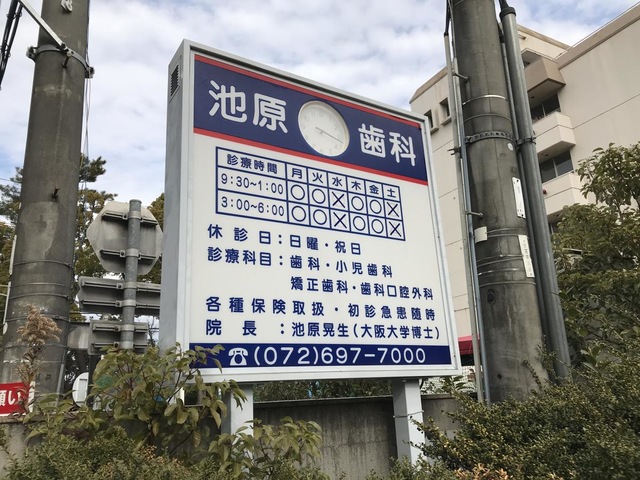 池原 歯科
診療時間 月 火 水 木 金 土
9:30~1:00 ○ ○ × ○ ○ ×
3:00~6:00 ○ ○ × ○ ○ ×
休診日：日曜・祝日
診療科目：歯科・小児歯科
矯正歯科・歯科口腔外科
各種保険取扱・初診急患随時
院長：池原晃生（大阪大学博士）
☎(072)697-7000
願い